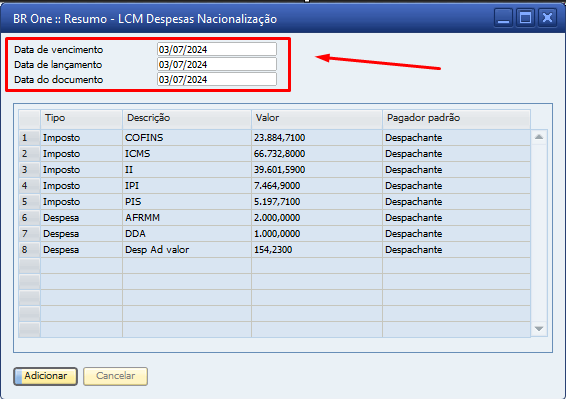 BR One :: Resumo - LCM Despesas Nacionalização
Data de vencimento 03/07/2024
Data de lançamento 03/07/2024
Data do documento 03/07/2024
Tipo Descrição Valor Pagador padrão
1 Imposto COFINS 23.884,7100 Despachante
2 Imposto ICMS 66.732,8000 Despachante
3 Imposto II 39.601,5900 Despachante
4 Imposto IPI 7.464,9000 Despachante
5 Imposto PIS 5.197,7100 Despachante
6 Despesa AFRMM 2.000,0000 Despachante
7 Despesa DDA 1.000,0000 Despachante
8 Despesa Desp Ad valor 154,2300 Despachante
Adicionar Cancelar